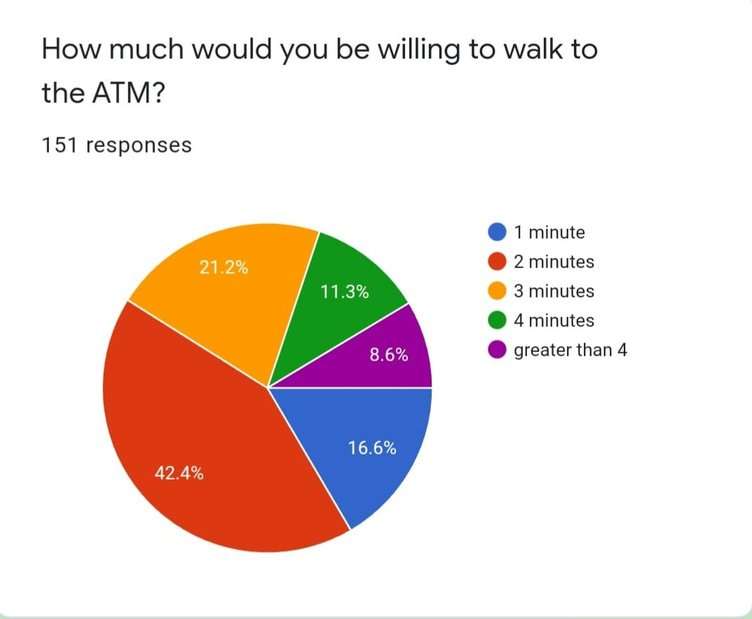 How much would you be willing to walk to
the ATM?
151 responses
21.2%
11.3%
8.6%
16.6%
42.4%
1 minute
2 minutes
3 minutes
4 minutes
greater than 4